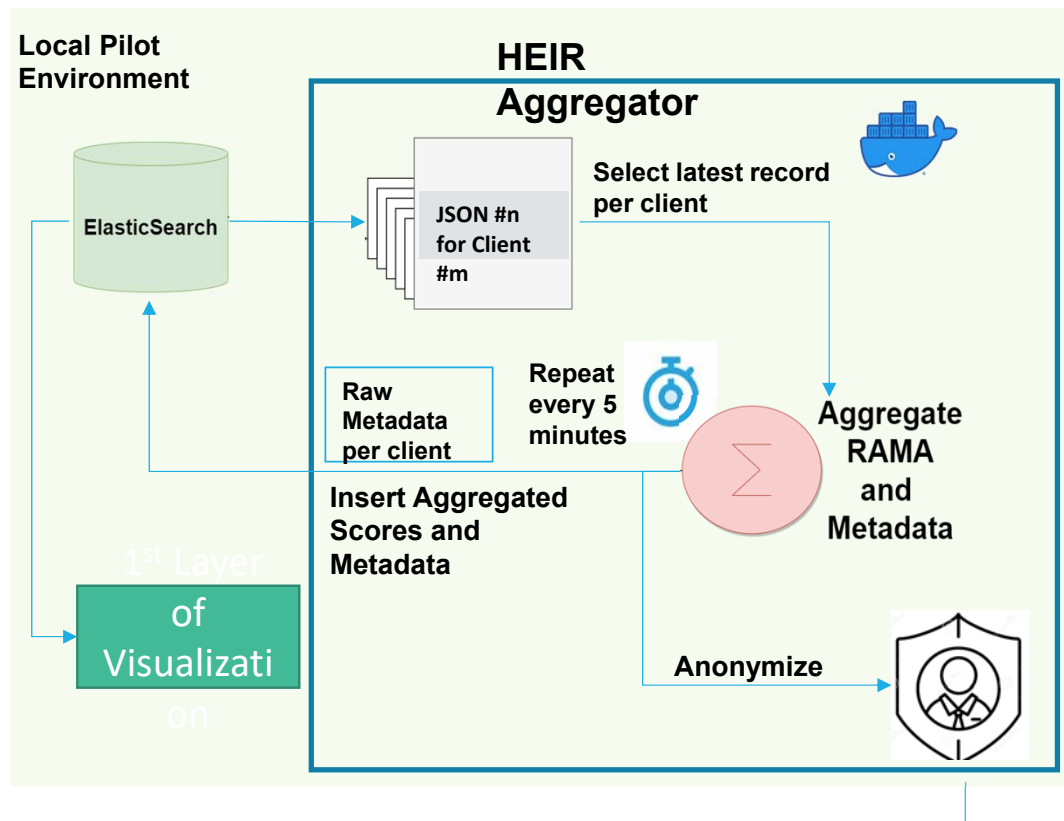 Local Pilot
Environment
HEIR
Aggregator
ElasticSearch
JSON #n
for Client
#m
Select latest record
per client
Raw
Metadata
per client
Repeat
every 5
minutes
Aggregate
RAMA
and
Metadata
Insert Aggregated
Scores and
Metadata
1st Layer
of
Visualizati
on
Anonymize